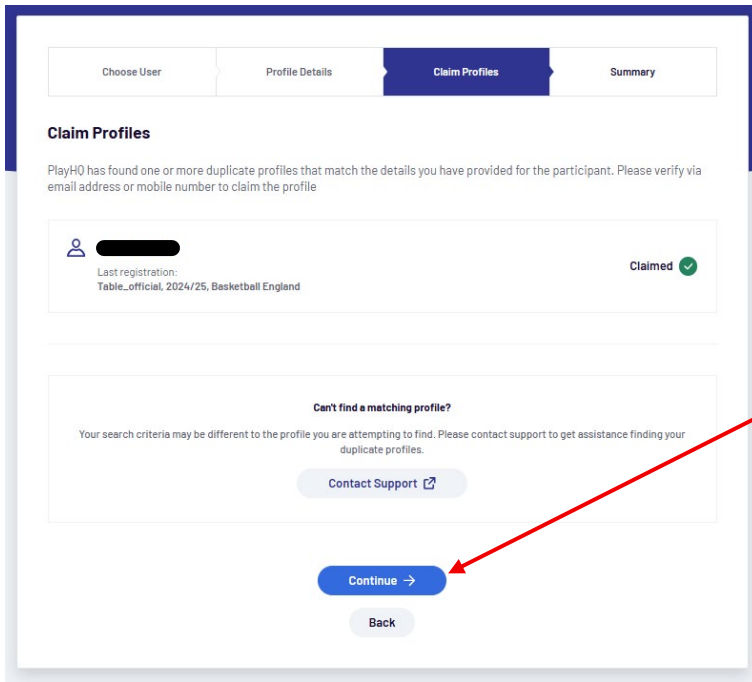 Choose User
Profile Details
Claim Profiles
Summary
Claim Profiles
PlayHQ has found one or more duplicate profiles that match the details you have provided for the participant. Please verify via
email address or mobile number to claim the profile
Last registration:
Table_official, 2024/25, Basketball England
Claimed
Can't find a matching profile?
Your search criteria may be different to the profile you are attempting to find. Please contact support to get assistance finding your
duplicate profiles.
Contact Support
Continue →
Back